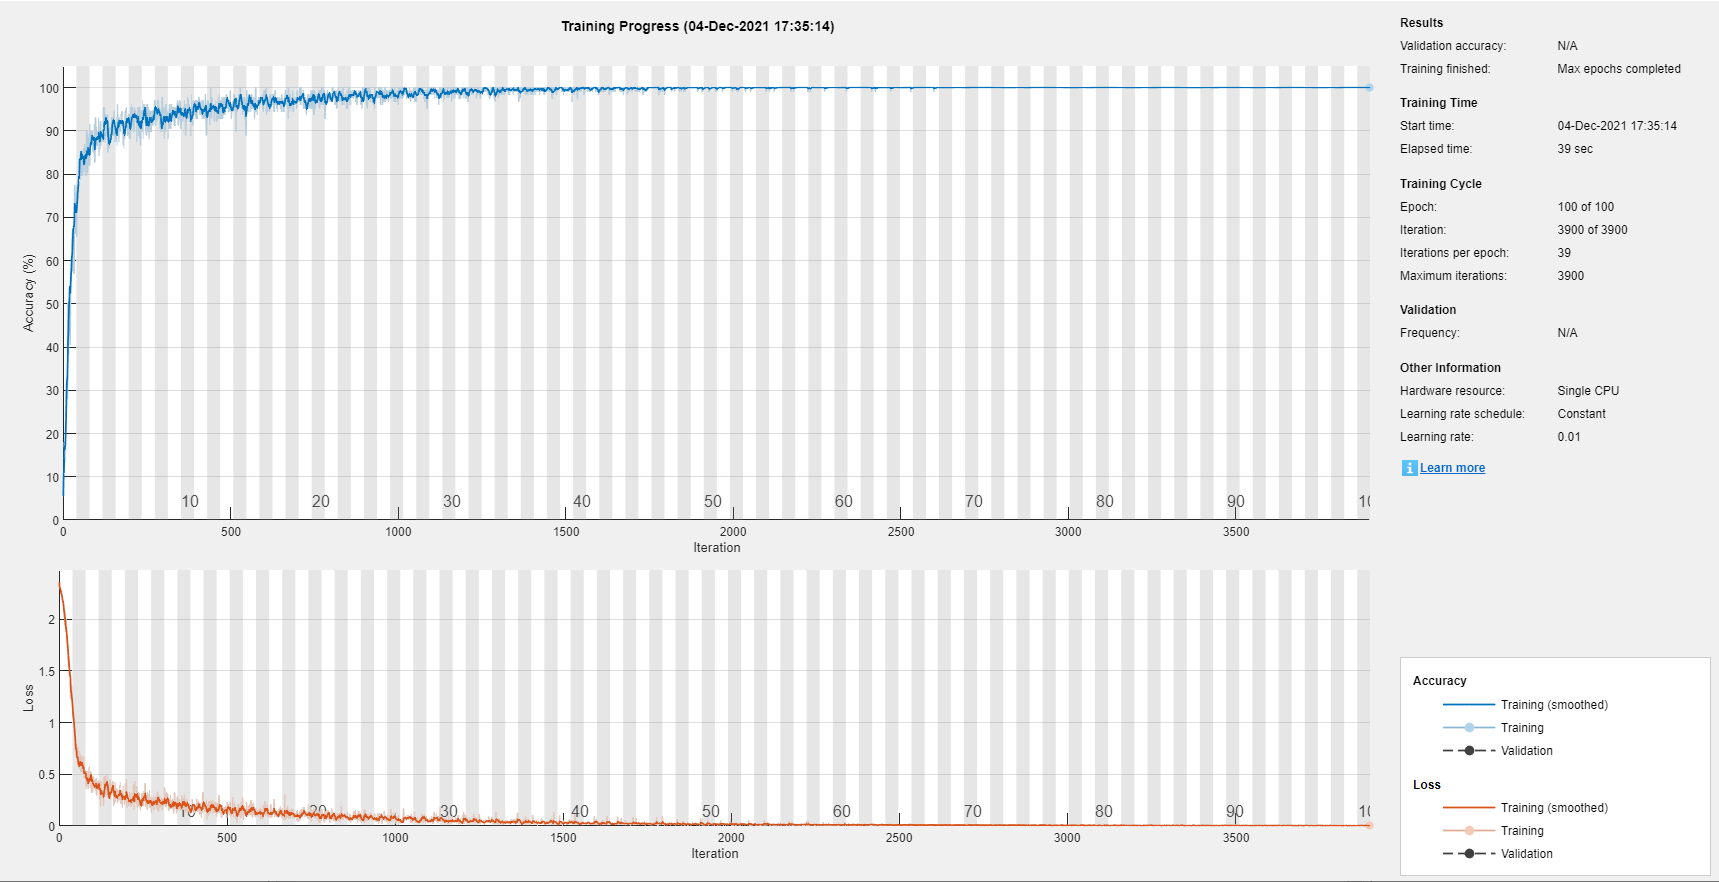 Training Progress (04-Dec-2021 17:35:14)
Accuracy (%)
100
90
80
70
60
50
40
30
20
10
0
10 20 30 40 50 60 70 80 90 10
0 500 1000 1500 2000 2500 3000 3500
Iteration
Loss
2
1.5
1
0.5
0
10 20 30 40 50 60 70 80 90 10
0 500 1000 1500 2000 2500 3000 3500
Iteration
Results
Validation accuracy: N/A
Training finished: Max epochs completed
Training Time
Start time: 04-Dec-2021 17:35:14
Elapsed time: 39 sec
Training Cycle
Epoch: 100 of 100
Iteration: 3900 of 3900
Iterations per epoch: 39
Maximum iterations: 3900
Validation
Frequency: N/A
Other Information
Hardware resource: Single CPU
Learning rate schedule: Constant
Learning rate: 0.01
i Learn more
Accuracy
Training (smoothed)
Training
Validation
Loss
Training (smoothed)
Training
Validation